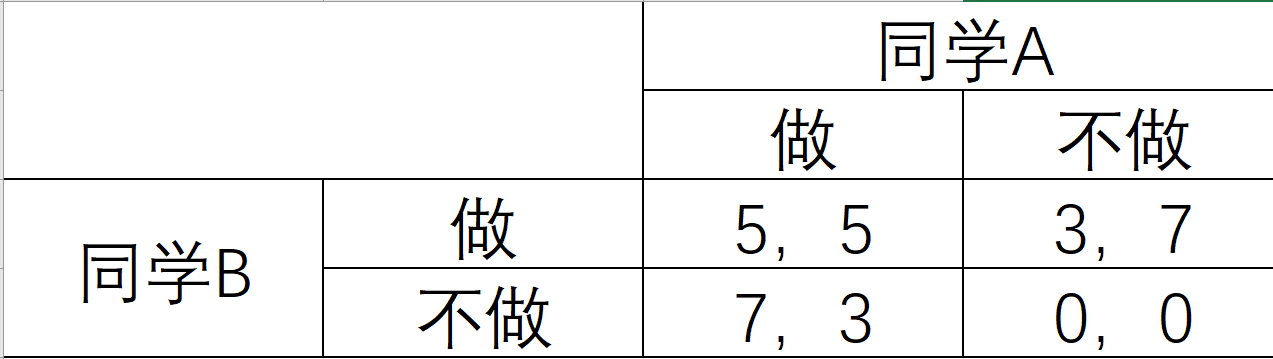 同学A
做 不做
同学B 做 5, 5 3, 7
不做 7, 3 0, 0